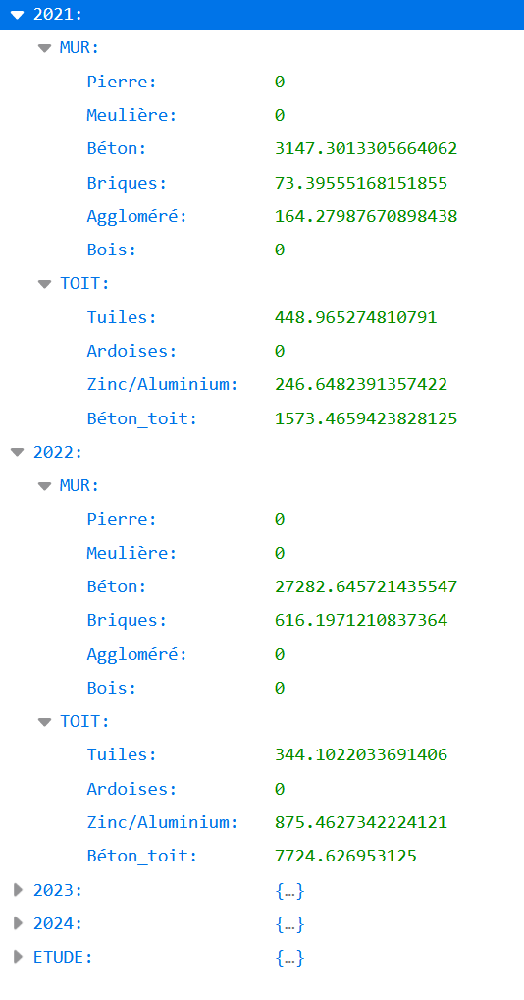 2021:
MUR:
Pierre: 0
Meulière: 0
Béton: 3147.3013305664062
Briques: 73.39555168151855
Aggloméré: 164.27987670898438
Bois: 0
TOIT:
Tuiles: 448.965274810791
Ardoises: 0
Zinc/Aluminium: 246.6482391357422
Béton_toit: 1573.4659423828125
2022:
MUR:
Pierre: 0
Meulière: 0
Béton: 27282.645721435547
Briques: 616.1971210837364
Aggloméré: 0
Bois: 0
TOIT:
Tuiles: 344.1022033691406
Ardoises: 0
Zinc/Aluminium: 875.4627342224121
Béton_toit: 7724.626953125
2023: {…}
2024: {…}
ETUDE: {…}